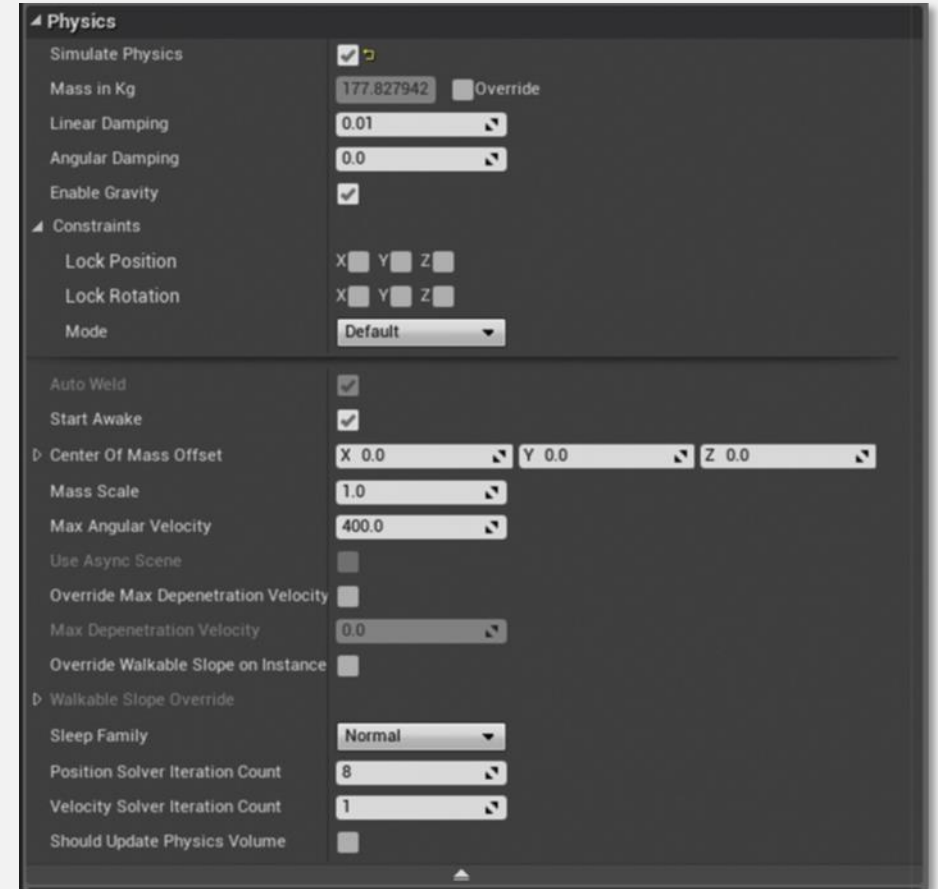 Physics
Simulate Physics
Mass in Kg 177.827942 Override
Linear Damping 0.01
Angular Damping 0.0
Enable Gravity
Constraints
Lock Position X Y Z
Lock Rotation X Y Z
Mode Default
Auto Weld
Start Awake
Center Of Mass Offset X 0.0 Y 0.0 Z 0.0
Mass Scale 1.0
Max Angular Velocity 400.0
Use Async Scene
Override Max Depenetration Velocity
Max Depenetration Velocity 0.0
Override Walkable Slope on Instance
Walkable Slope Override
Sleep Family Normal
Position Solver Iteration Count 8
Velocity Solver Iteration Count 1
Should Update Physics Volume